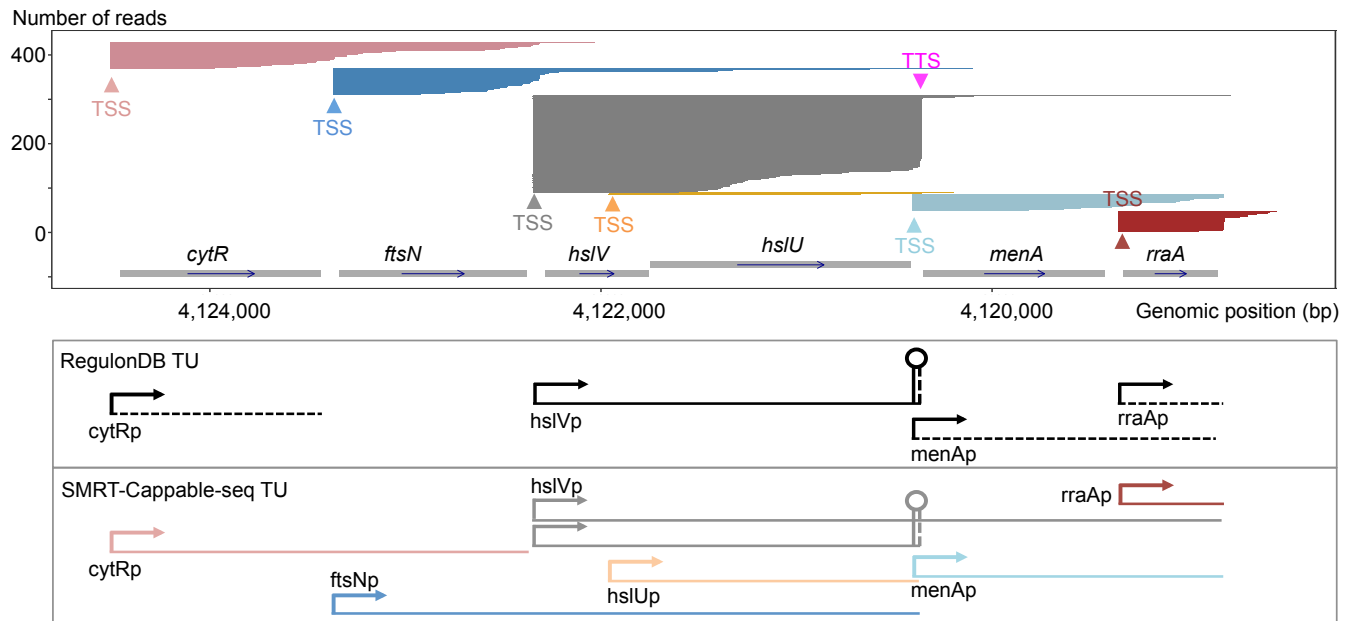 Number of reads
400
200
0
TSS
TSS
TTS
TSS
TSS
TSS
TSS
cytR
ftsN
hslV
hslU
menA
rraA
4,124,000
4,122,000
4,120,000
Genomic position (bp)
RegulonDB TU
cytRp
hslVp
menAp
rraAp
SMRT-Cappable-seq TU
hslVp
rraAp
cytRp
ftsNp
hslUp
menAp